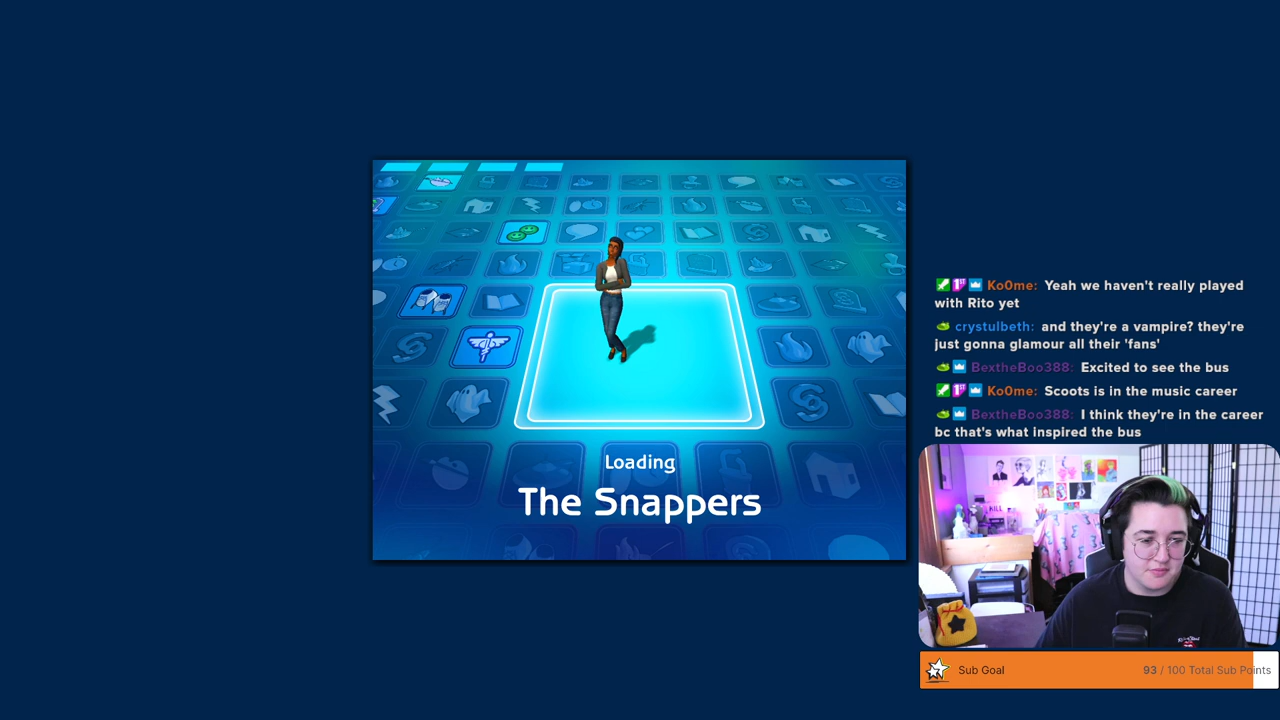 Loading
The Snappers
Ko0me: Yeah we haven't really played
with Rito yet
crystulbeth: and they're a vampire? they're
just gonna glamour all their 'fans'
BextheBoo388: Excited to see the bus
Ko0me: Scoots is in the music career
BextheBoo388: I think they're in the career
bc that's what inspired the bus
KILL
Sub Goal
93 / 100 Total Sub Points